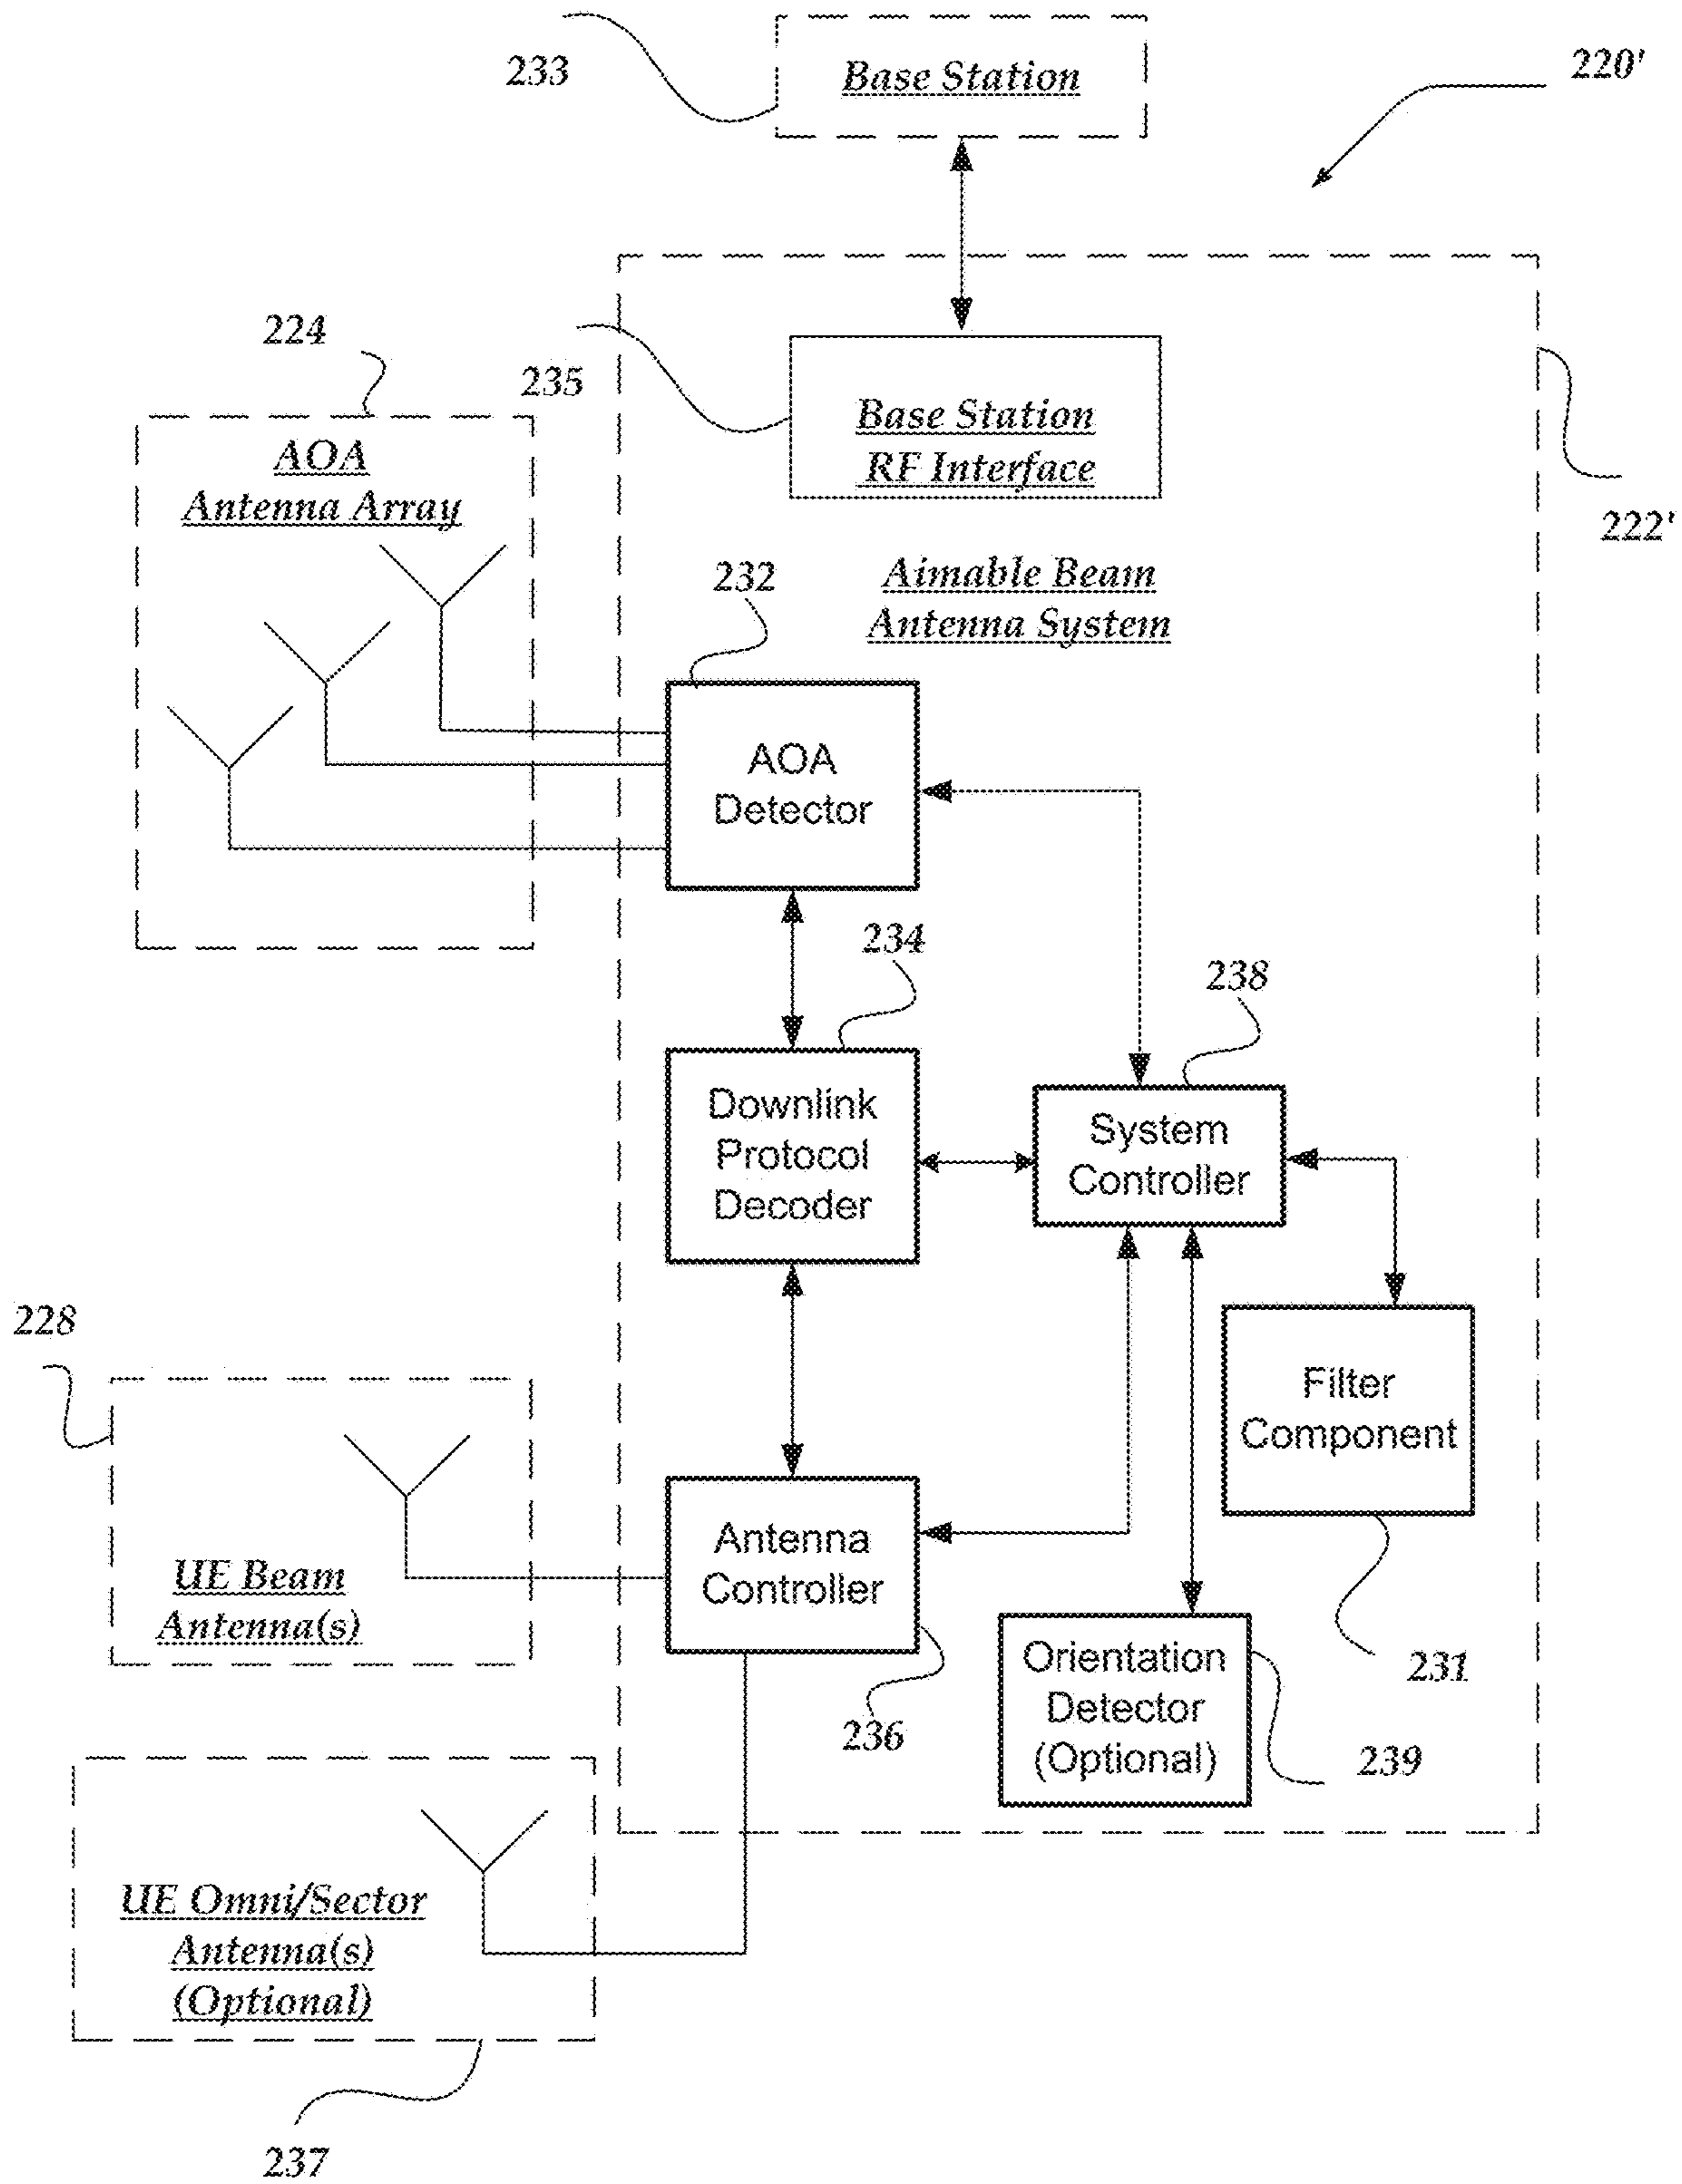 233
Base Station
220'
224
235
Base Station
RF Interface
222'
AOA
Antenna Array
232
Aimable Beam
Antenna System
AOA
Detector
234
238
Downlink
Protocol
Decoder
System
Controller
228
Filter
Component
UE Beam
Antenna(s)
Antenna
Controller
231
236
Orientation
Detector
(Optional)
239
UE Omni/Sector
Antenna(s)
(Optional)
237